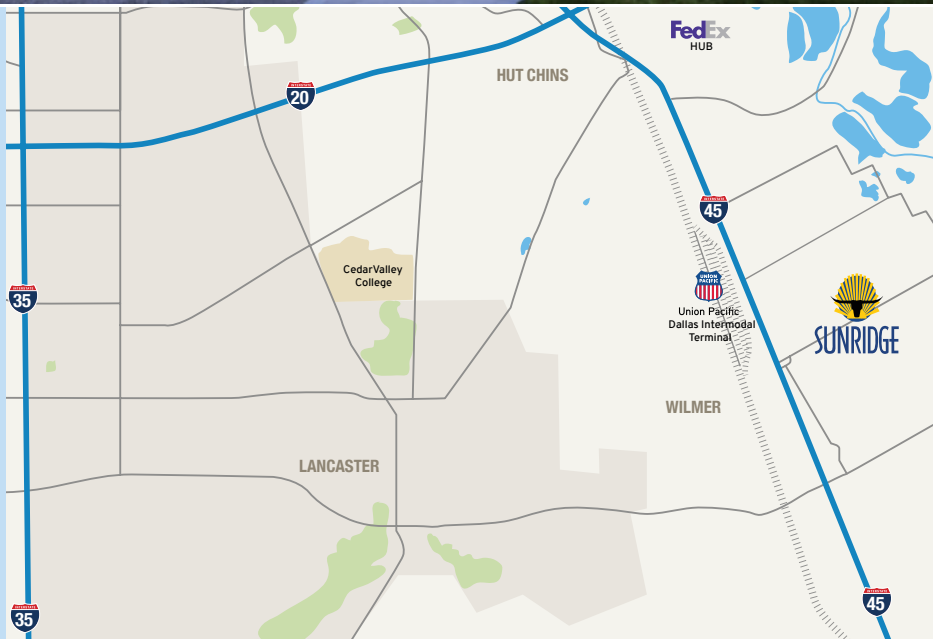 FedEx
HUB
HUT CHINS
20
45
CedarValley
College
35
UNION
PACIFIC
Union Pacific
Dallas Intermodal
Terminal
SUNRIDGE
WILMER
LANCASTER
45
35